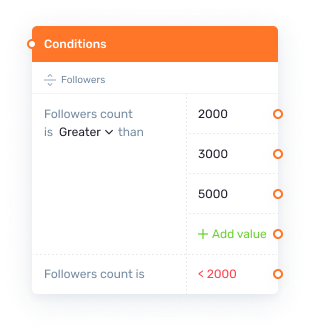 Conditions
Followers
Followers count
is Greater than
2000
3000
5000
+ Add value
Followers count is
< 2000